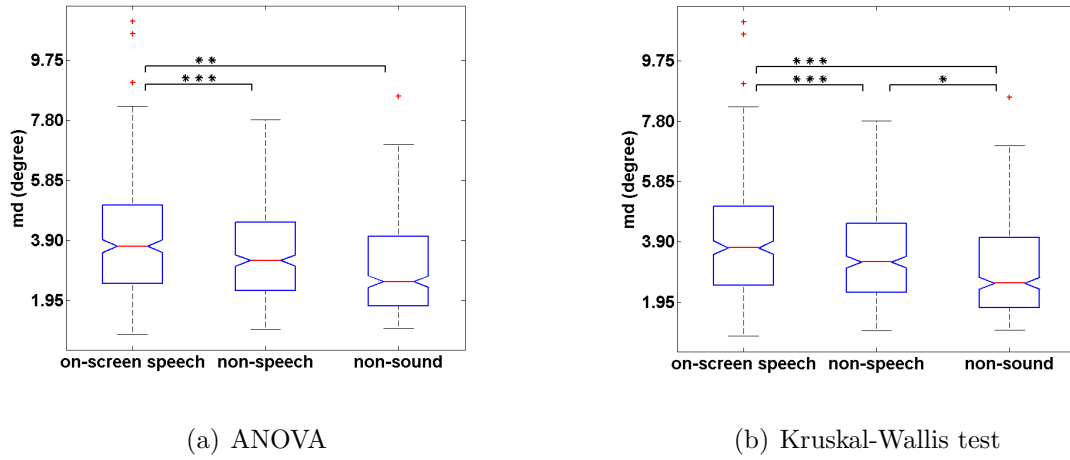 9.75
7.80
5.85
3.90
1.95
md (degree)
**
***
on-screen speech non-speech non-sound
(a) ANOVA
9.75
7.80
5.85
3.90
1.95
md (degree)
***
*** *
on-screen speech non-speech non-sound
(b) Kruskal-Wallis test